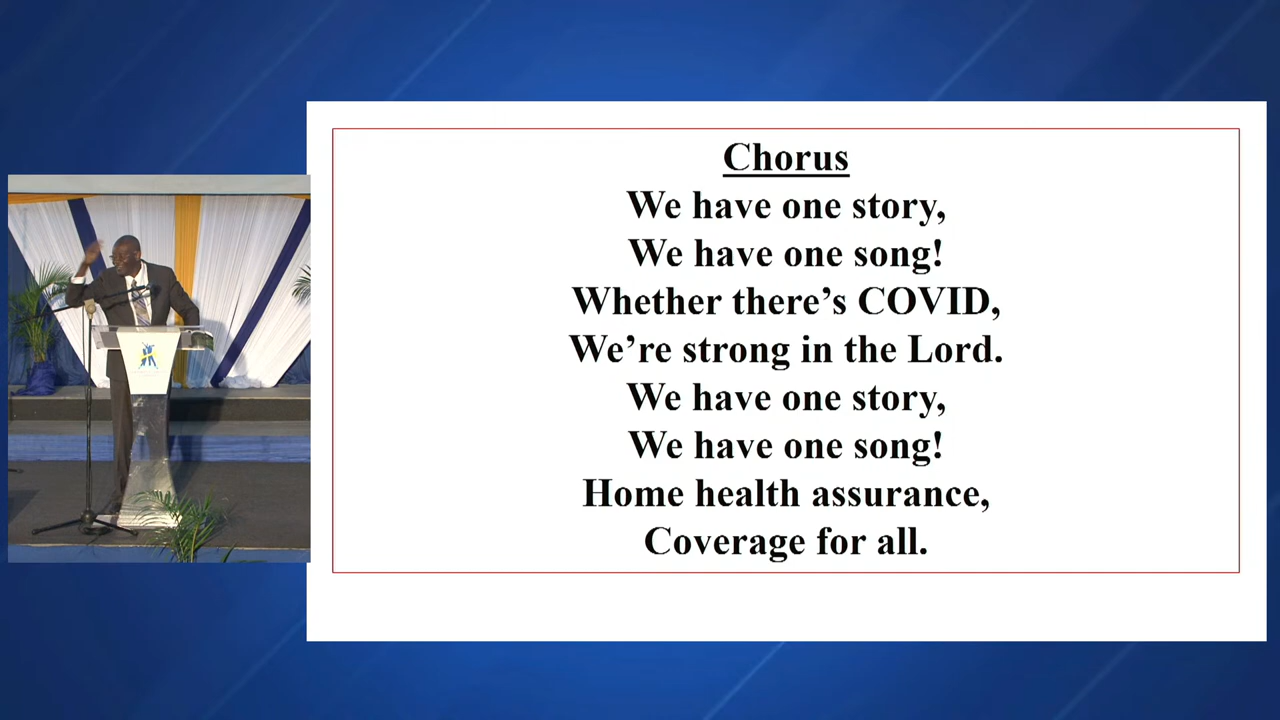 Chorus
We have one story,
We have one song!
Whether there’s COVID,
We’re strong in the Lord.
We have one story,
We have one song!
Home health assurance,
Coverage for all.